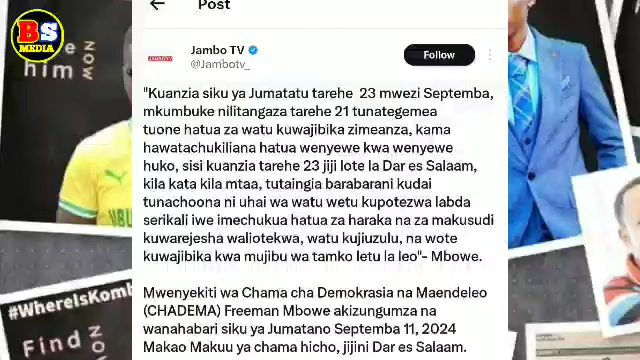 BS
MEDIA
Post
Jambo TV
@Jambotv_
Follow
"Kuanzia siku ya Jumatatu tarehe 23 mwezi Septemba,
mkumbuke nilitangaza tarehe 21 tunategemea
tuone hatua za watu kuwajibika zimeanza, kama
hawatachukiliana hatua wenyewe kwa wenyewe
huko, sisi kuanzia tarehe 23 jiji lote la Dar es Salaam,
kila kata kila mtaa, tutaingia barabarani kudai
tunachoona ni uhai wa watu wetu kupotezwa labda
serikali iwe imechukua hatua za haraka na za makusudi
kuwarejesha waliotekwa, watu kujiuzulu, na wote
kuwajibika kwa mujibu wa tamko letu la leo"- Mbowe.
Mwenyekiti wa Chama cha Demokrasia na Maendeleo
(CHADEMA) Freeman Mbowe akizungumza na
wanahabari siku ya Jumatano Septemba 11, 2024
Makao Makuu ya chama hicho, jijini Dar es Salaam.
him
NOW
#WhereIsKomb
Find
NOW